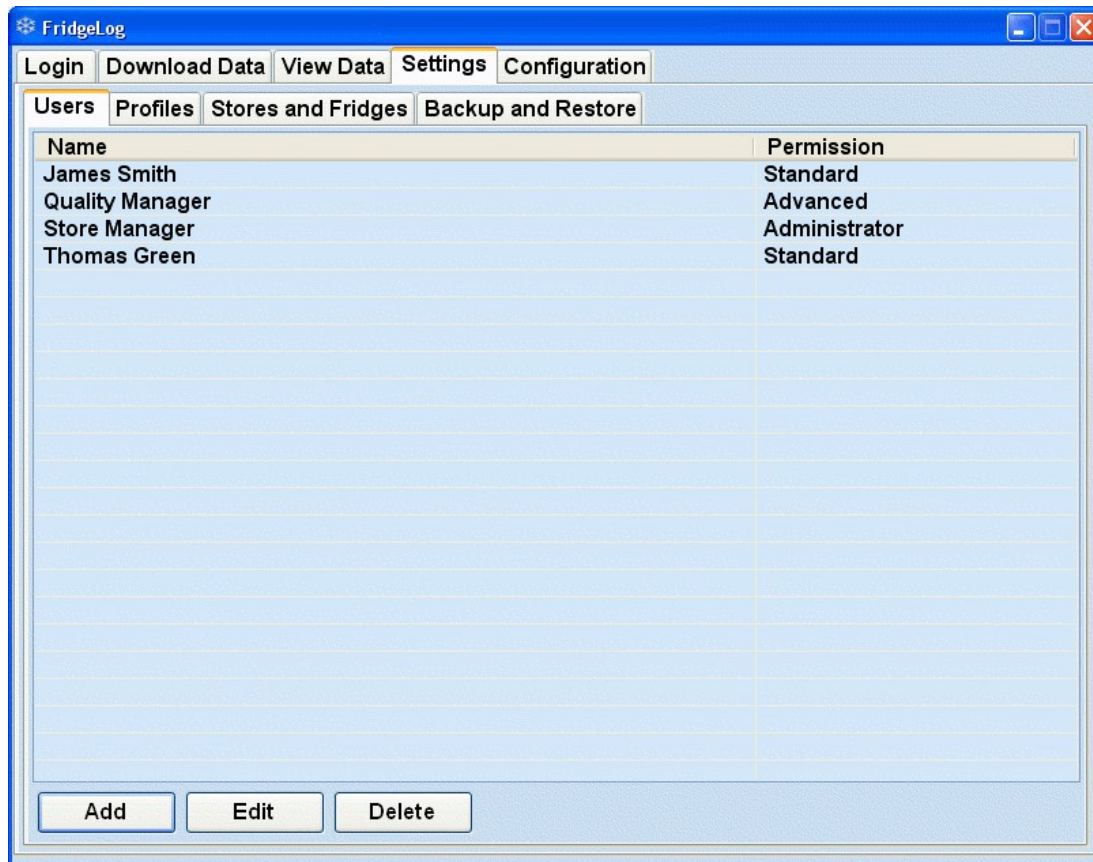 FridgeLog
Login Download Data View Data Settings Configuration
Users Profiles Stores and Fridges Backup and Restore
Name Permission
James Smith Standard
Quality Manager Advanced
Store Manager Administrator
Thomas Green Standard
Add Edit Delete